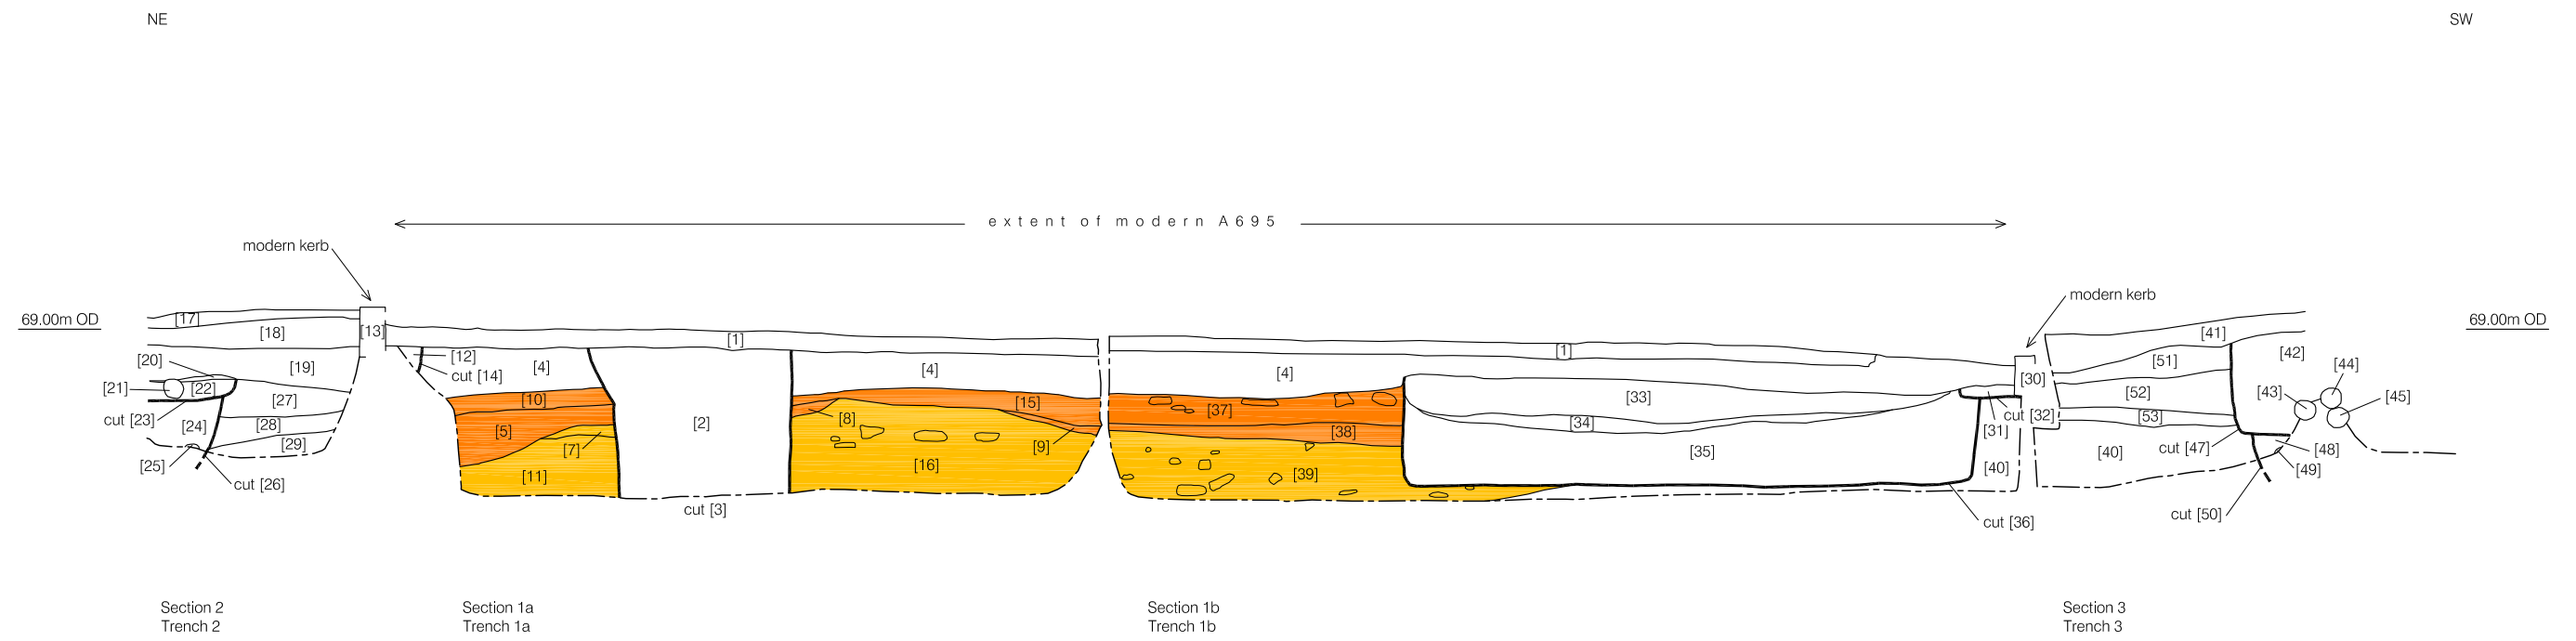 NE
SW
extent of modern A695
modern kerb
modern kerb
69.00m OD
69.00m OD
[17]
[18]
[13]
[1]
[1]
[41]
[51]
[42]
[20]
[19]
[12]
[4]
cut [14]
[4]
[4]
[30]
[44]
[21]
[22]
[27]
[10]
[15]
[37]
[33]
[52]
[43]
[45]
cut [23]
[24]
[28]
[5]
[2]
[8]
[38]
[34]
cut [32]
[31]
[53]
[29]
[7]
[9]
[35]
[40]
cut [47]
[48]
[25]
[11]
[16]
[39]
[40]
[49]
cut [26]
cut [3]
cut [36]
cut [50]
Section 2
Trench 2
Section 1a
Trench 1a
Section 1b
Trench 1b
Section 3
Trench 3